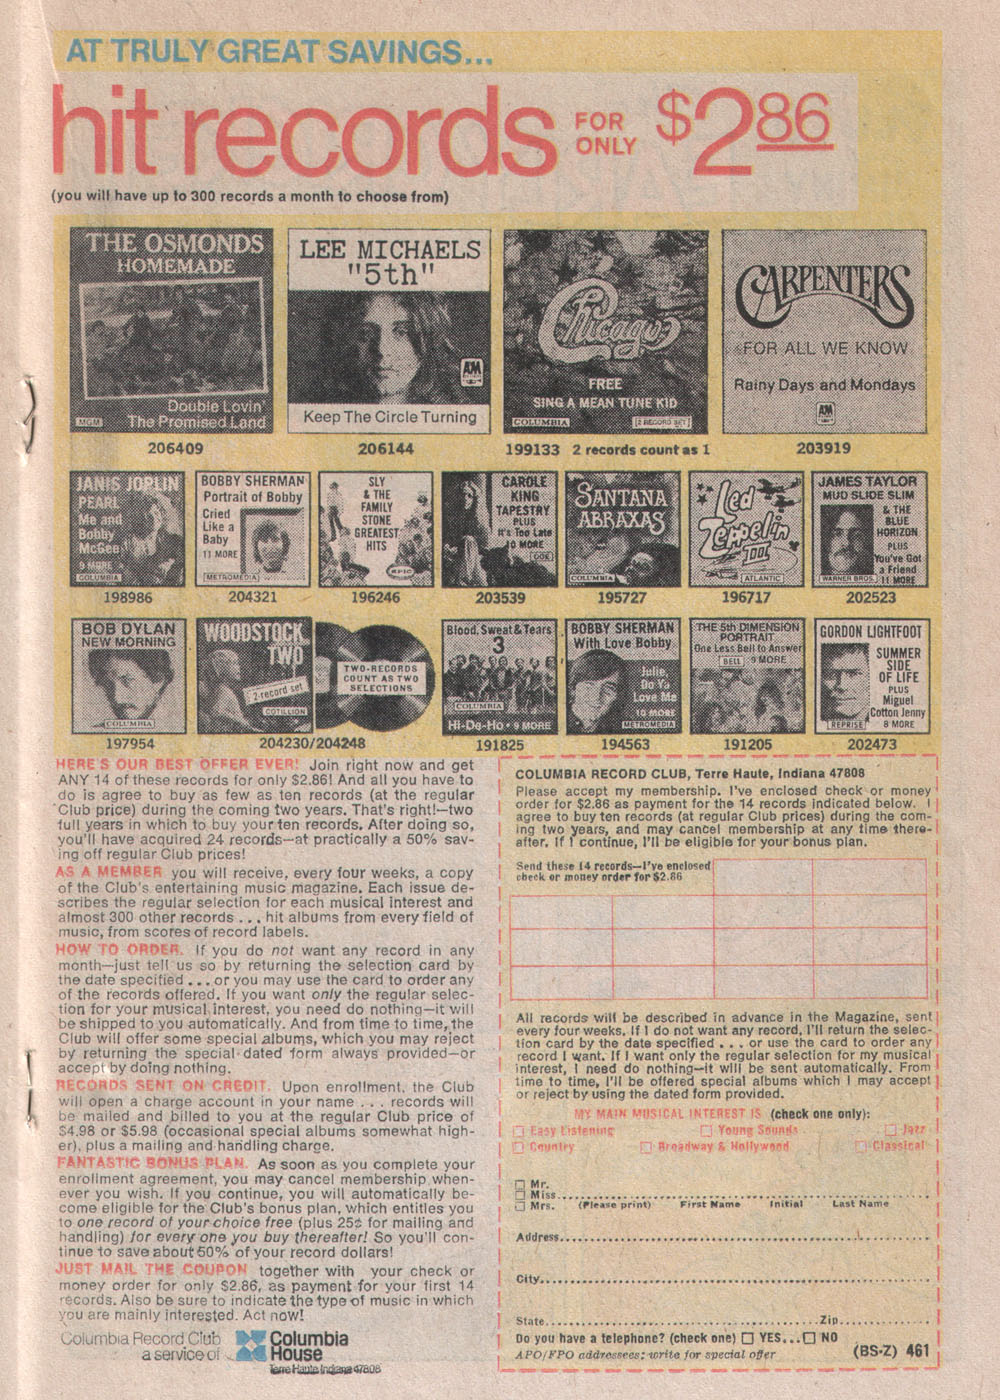 AT TRULY GREAT SAVINGS...
hit records FOR ONLY $2.86
(you will have up to 300 records a month to choose from)
THE OSMONDS
HOMEMADE
Double Lovin'
The Promised Land
MGM
206409
LEE MICHAELS
"5th"
A&M
Keep The Circle Turning
206144
Chicago
FREE
SING A MEAN TUNE KID
COLUMBIA [2 RECORD SET]
199133 2 records count as 1
CARPENTERS
FOR ALL WE KNOW
Rainy Days and Mondays
A&M
203919
JANIS JOPLIN
PEARL
Me and
Bobby
McGee
9 MORE
COLUMBIA
198986
BOBBY SHERMAN
Portrait of Bobby
Cried
Like a
Baby
11 MORE
METROMEDIA
204321
SLY
& THE
FAMILY
STONE
GREATEST
HITS
EPIC
196246
CAROLE
KING
TAPESTRY
PLUS
It's Too Late
10 MORE
ODE
203539
SANTANA
ABRAXAS
COLUMBIA
195727
Led
Zeppelin
III
ATLANTIC
196717
JAMES TAYLOR
MUD SLIDE SLIM
& THE
BLUE
HORIZON
PLUS
You've Got
a Friend
WARNER BROS. 11 MORE
202523
BOB DYLAN
NEW MORNING
COLUMBIA
197954
WOODSTOCK
TWO
2-record set
COTILLION
TWO-RECORDS
COUNT AS TWO
SELECTIONS
204230/204248
Blood, Sweat & Tears
3
COLUMBIA
Hi-De-Ho • 9 MORE
191825
BOBBY SHERMAN
With Love Bobby
Julie,
Do Ya
Love Me
10 MORE
METROMEDIA
194563
THE 5th DIMENSION
PORTRAIT
One Less Bell to Answer
BELL 9 MORE
191205
GORDON LIGHTFOOT
SUMMER
SIDE
OF LIFE
PLUS
Miguel
Cotton Jenny
REPRISE 8 MORE
202473
HERE'S OUR BEST OFFER EVER! Join right now and get
ANY 14 of these records for only $2.86! And all you have to
do is agree to buy as few as ten records (at the regular
Club price) during the coming two years. That's right!—two
full years in which to buy your ten records. After doing so,
you'll have acquired 24 records—at practically a 50% sav-
ing off regular Club prices!
AS A MEMBER you will receive, every four weeks, a copy
of the Club's entertaining music magazine. Each issue de-
scribes the regular selection for each musical interest and
almost 300 other records . . . hit albums from every field of
music, from scores of record labels.
HOW TO ORDER. If you do not want any record in any
month—just tell us so by returning the selection card by
the date specified . . . or you may use the card to order any
of the records offered. If you want only the regular selec-
tion for your musical interest, you need do nothing—it will
be shipped to you automatically. And from time to time, the
Club will offer some special albums, which you may reject
by returning the special dated form always provided—or
accept by doing nothing.
RECORDS SENT ON CREDIT. Upon enrollment, the Club
will open a charge account in your name . . . records will
be mailed and billed to you at the regular Club price of
$4.98 or $5.98 (occasional special albums somewhat high-
er), plus a mailing and handling charge.
FANTASTIC BONUS PLAN. As soon as you complete your
enrollment agreement, you may cancel membership when-
ever you wish. If you continue, you will automatically be-
come eligible for the Club's bonus plan, which entitles you
to one record of your choice free (plus 25¢ for mailing and
handling) for every one you buy thereafter! So you'll con-
tinue to save about 50% of your record dollars!
JUST MAIL THE COUPON together with your check or
money order for only $2.86, as payment for your first 14
records. Also be sure to indicate the type of music in which
you are mainly interested. Act now!
Columbia Record Club
a service of
Columbia
House
Terre Haute, Indiana 47808
COLUMBIA RECORD CLUB, Terre Haute, Indiana 47808
Please accept my membership. I've enclosed check or money
order for $2.86 as payment for the 14 records indicated below. I
agree to buy ten records (at regular Club prices) during the com-
ing two years, and may cancel membership at any time there-
after. If I continue, I'll be eligible for your bonus plan.
Send these 14 records—I've enclosed
check or money order for $2.86
All records will be described in advance in the Magazine, sent
every four weeks. If I do not want any record, I'll return the selec-
tion card by the date specified . . . or use the card to order any
record I want. If I want only the regular selection for my musical
interest, I need do nothing—it will be sent automatically. From
time to time, I'll be offered special albums which I may accept
or reject by using the dated form provided.
MY MAIN MUSICAL INTEREST IS (check one only):
Easy Listening Young Sounds Jazz
Country Broadway & Hollywood Classical
Mr.
Miss
Mrs. (Please print) First Name Initial Last Name
Address
City
State Zip
Do you have a telephone? (check one) YES... NO
APO/FPO addressees: write for special offer (BS-Z) 461